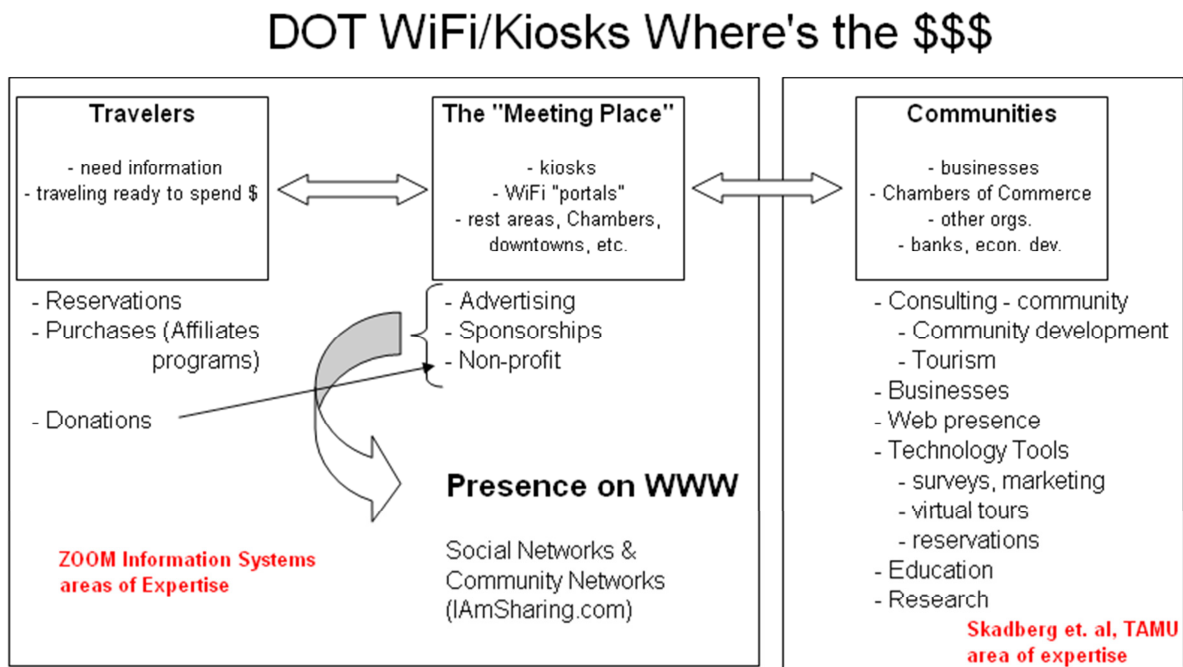 DOT WiFi/Kiosks Where's the $$$
Travelers
- need information
- traveling ready to spend $
The "Meeting Place"
- kiosks
- WiFi "portals"
- rest areas, Chambers,
downtowns, etc.
Communities
- businesses
- Chambers of Commerce
- other orgs.
- banks, econ. dev.
- Reservations
- Purchases (Affiliates
programs)
- Donations
- Advertising
- Sponsorships
- Non-profit
Presence on WWW
Social Networks &
Community Networks
(IAmSharing.com)
ZOOM Information Systems
areas of Expertise
- Consulting - community
- Community development
- Tourism
- Businesses
- Web presence
- Technology Tools
- surveys, marketing
- virtual tours
- reservations
- Education
- Research
Skadberg et. al, TAMU
area of expertise